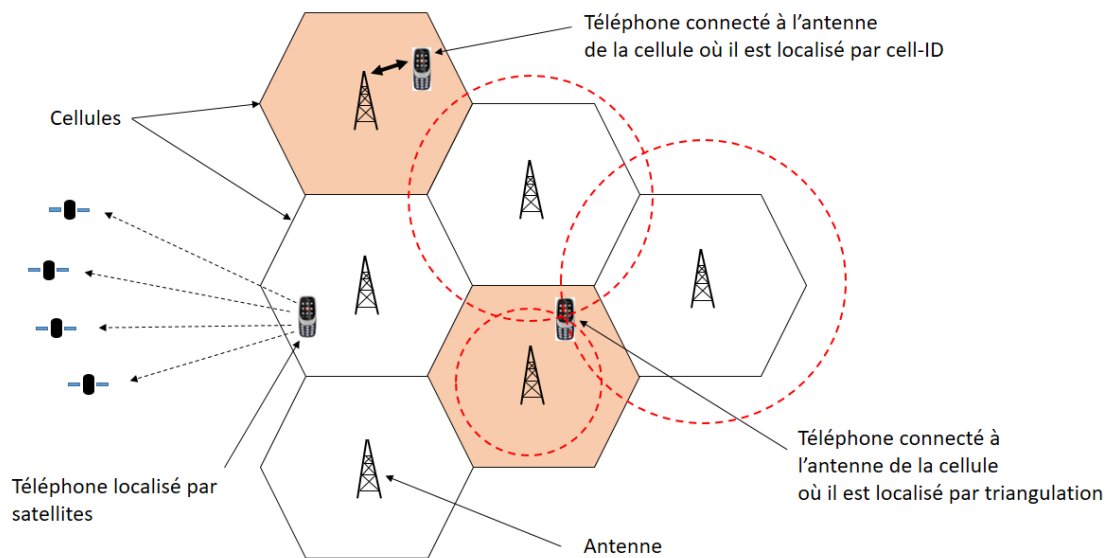 Téléphone connecté à l'antenne
de la cellule où il est localisé par cell-ID
Cellules
Téléphone localisé par
satellites
Téléphone connecté à
l'antenne de la cellule
où il est localisé par triangulation
Antenne